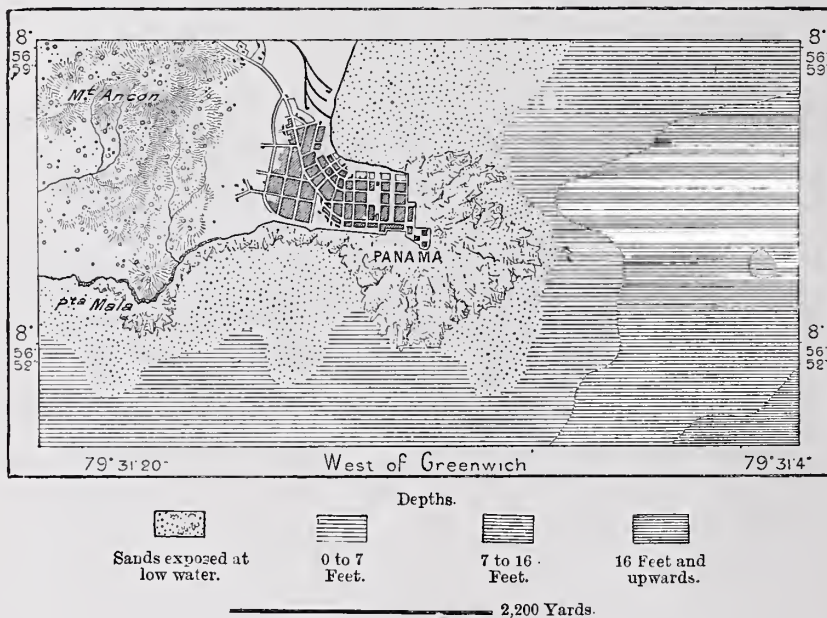 8°
56'
59"
8°
56'
59"
Mt Ancon
PANAMA
Pta Mala
8°
56'
52"
8°
56'
52"
79°31'20"
West of Greenwich
79°31'4"
Depths.
Sands exposed at
low water.
0 to 7
Feet.
7 to 16
Feet.
16 Feet and
upwards.
2,200 Yards.